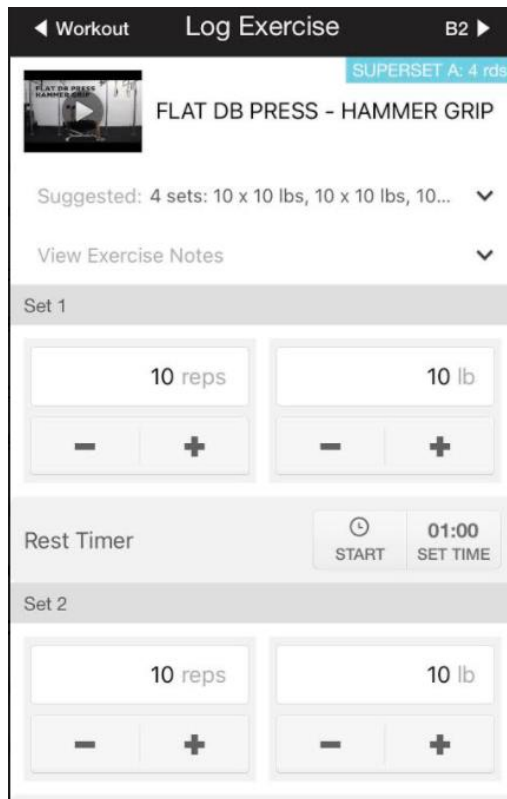 Workout
Log Exercise
B2
SUPERSET A: 4 rds
FLAT DB PRESS
HAMMER GRIP
FLAT DB PRESS - HAMMER GRIP
Suggested: 4 sets: 10 x 10 lbs, 10 x 10 lbs, 10...
View Exercise Notes
Set 1
10 reps
10 lb
Rest Timer
START
01:00
SET TIME
Set 2
10 reps
10 lb